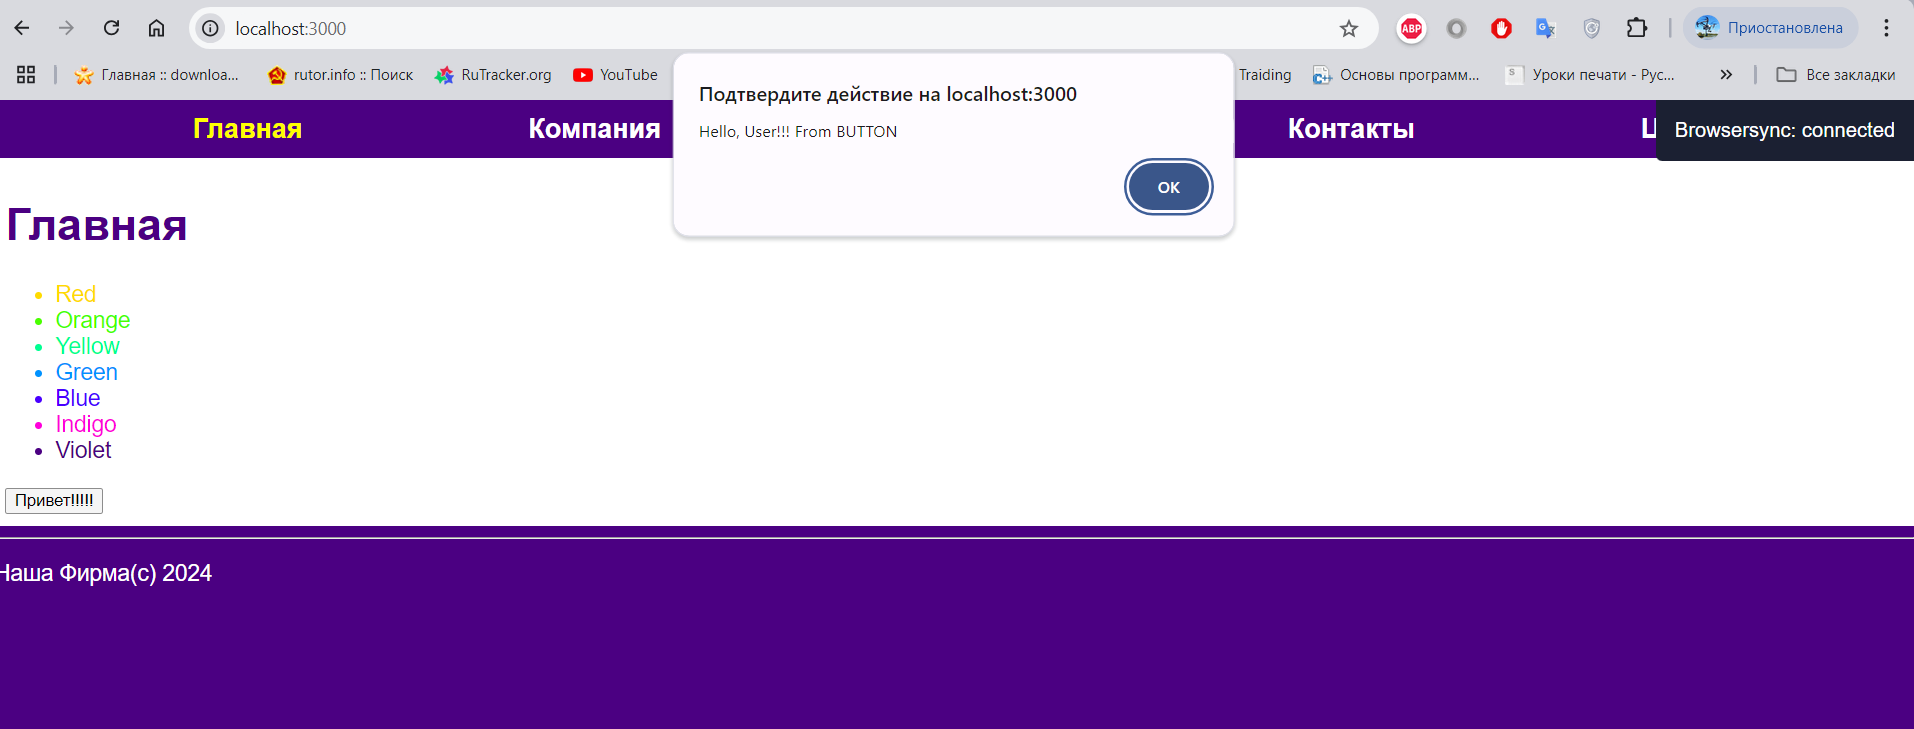 localhost:3000
ABP
G
Приостановлена
Главная :: downloa...
rutor.info :: Поиск
RuTracker.org
YouTube
Traiding
C++
Основы программ...
S
Уроки печати - Рус...
Все закладки
Подтвердите действие на localhost:3000
Hello, User!!! From BUTTON
ОК
Главная
Компания
Контакты
Browsersync: connected
Главная
Red
Orange
Yellow
Green
Blue
Indigo
Violet
Привет!!!!!
Наша Фирма(с) 2024